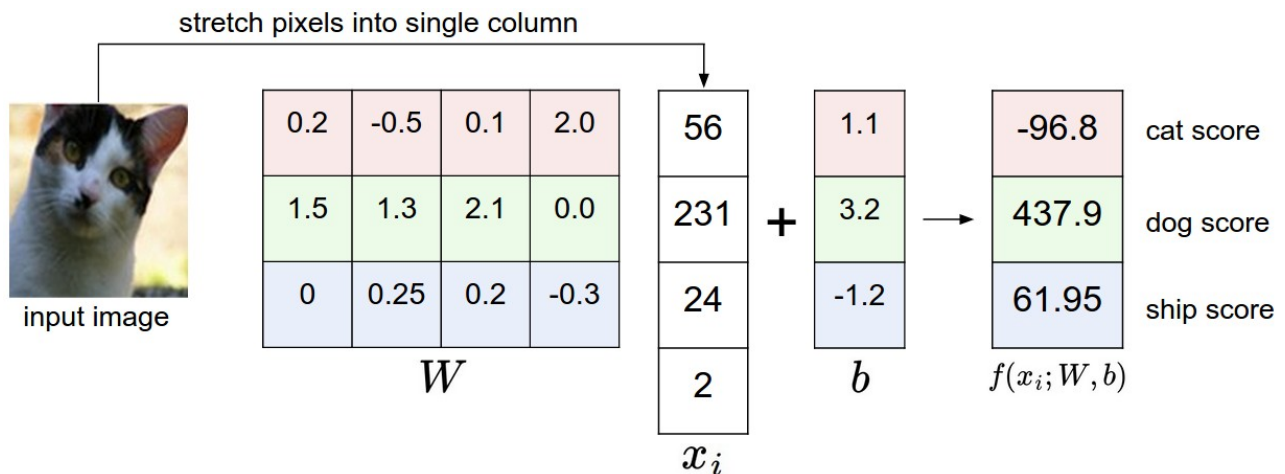 stretch pixels into single column
0.2 -0.5 0.1 2.0 56 1.1 -96.8 cat score
1.5 1.3 2.1 0.0 231 + 3.2 437.9 dog score
0 0.25 0.2 -0.3 24 -1.2 61.95 ship score
input image
2
W b f(x_i; W, b)
x_i